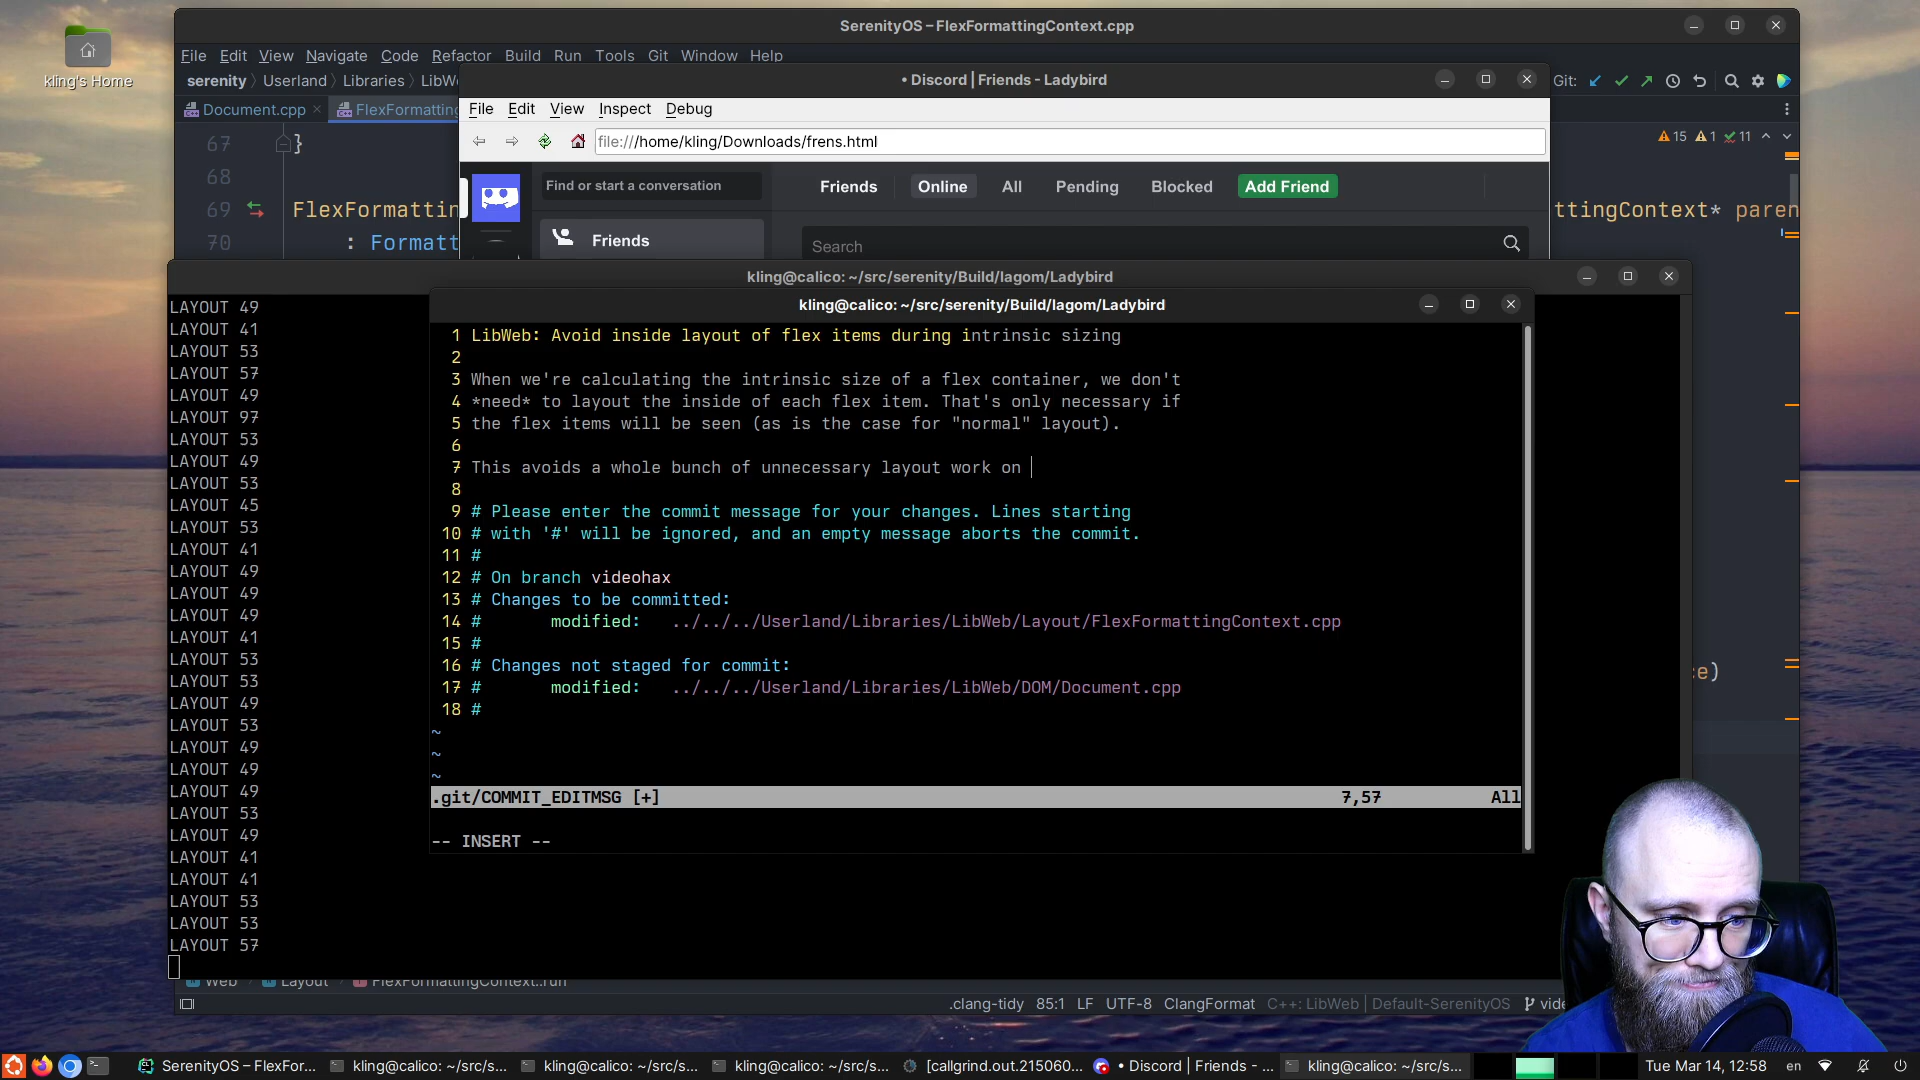 kling's Home
SerenityOS – FlexFormattingContext.cpp
File Edit View Navigate Code Refactor Build Run Tools Git Window Help
serenity Userland Libraries LibW
Git:
Document.cpp FlexFormatting
15 1 11
67 }
68
69 FlexFormattin
ttingContext* paren
70 : Formatt
• Discord | Friends - Ladybird
File Edit View Inspect Debug
file:///home/kling/Downloads/frens.html
Find or start a conversation
Friends Online All Pending Blocked Add Friend
Friends
Search
kling@calico: ~/src/serenity/Build/lagom/Ladybird
LAYOUT 49
LAYOUT 41
LAYOUT 53
LAYOUT 57
LAYOUT 49
LAYOUT 97
LAYOUT 53
LAYOUT 49
LAYOUT 53
LAYOUT 45
LAYOUT 53
LAYOUT 41
LAYOUT 49
LAYOUT 49
LAYOUT 49
LAYOUT 41
LAYOUT 53
LAYOUT 53
LAYOUT 49
LAYOUT 53
LAYOUT 49
LAYOUT 49
LAYOUT 49
LAYOUT 53
LAYOUT 49
LAYOUT 41
LAYOUT 41
LAYOUT 53
LAYOUT 53
LAYOUT 57
kling@calico: ~/src/serenity/Build/lagom/Ladybird
1 LibWeb: Avoid inside layout of flex items during intrinsic sizing
2
3 When we're calculating the intrinsic size of a flex container, we don't
4 *need* to layout the inside of each flex item. That's only necessary if
5 the flex items will be seen (as is the case for "normal" layout).
6
7 This avoids a whole bunch of unnecessary layout work on
8
9 # Please enter the commit message for your changes. Lines starting
10 # with '#' will be ignored, and an empty message aborts the commit.
11 #
12 # On branch videohax
13 # Changes to be committed:
14 # modified: ../../../Userland/Libraries/LibWeb/Layout/FlexFormattingContext.cpp
15 #
16 # Changes not staged for commit:
17 # modified: ../../../Userland/Libraries/LibWeb/DOM/Document.cpp
18 #
~
~
~
.git/COMMIT_EDITMSG [+] 7,57 All
-- INSERT --
ce)
Web Layout FlexFormattingContext::run
.clang-tidy 85:1 LF UTF-8 ClangFormat C++: LibWeb | Default-SerenityOS vide
SerenityOS – FlexFor... kling@calico: ~/src/s... kling@calico: ~/src/s... kling@calico: ~/src/s... [callgrind.out.215060... • Discord | Friends - ... kling@calico: ~/src/s... Tue Mar 14, 12:58 en